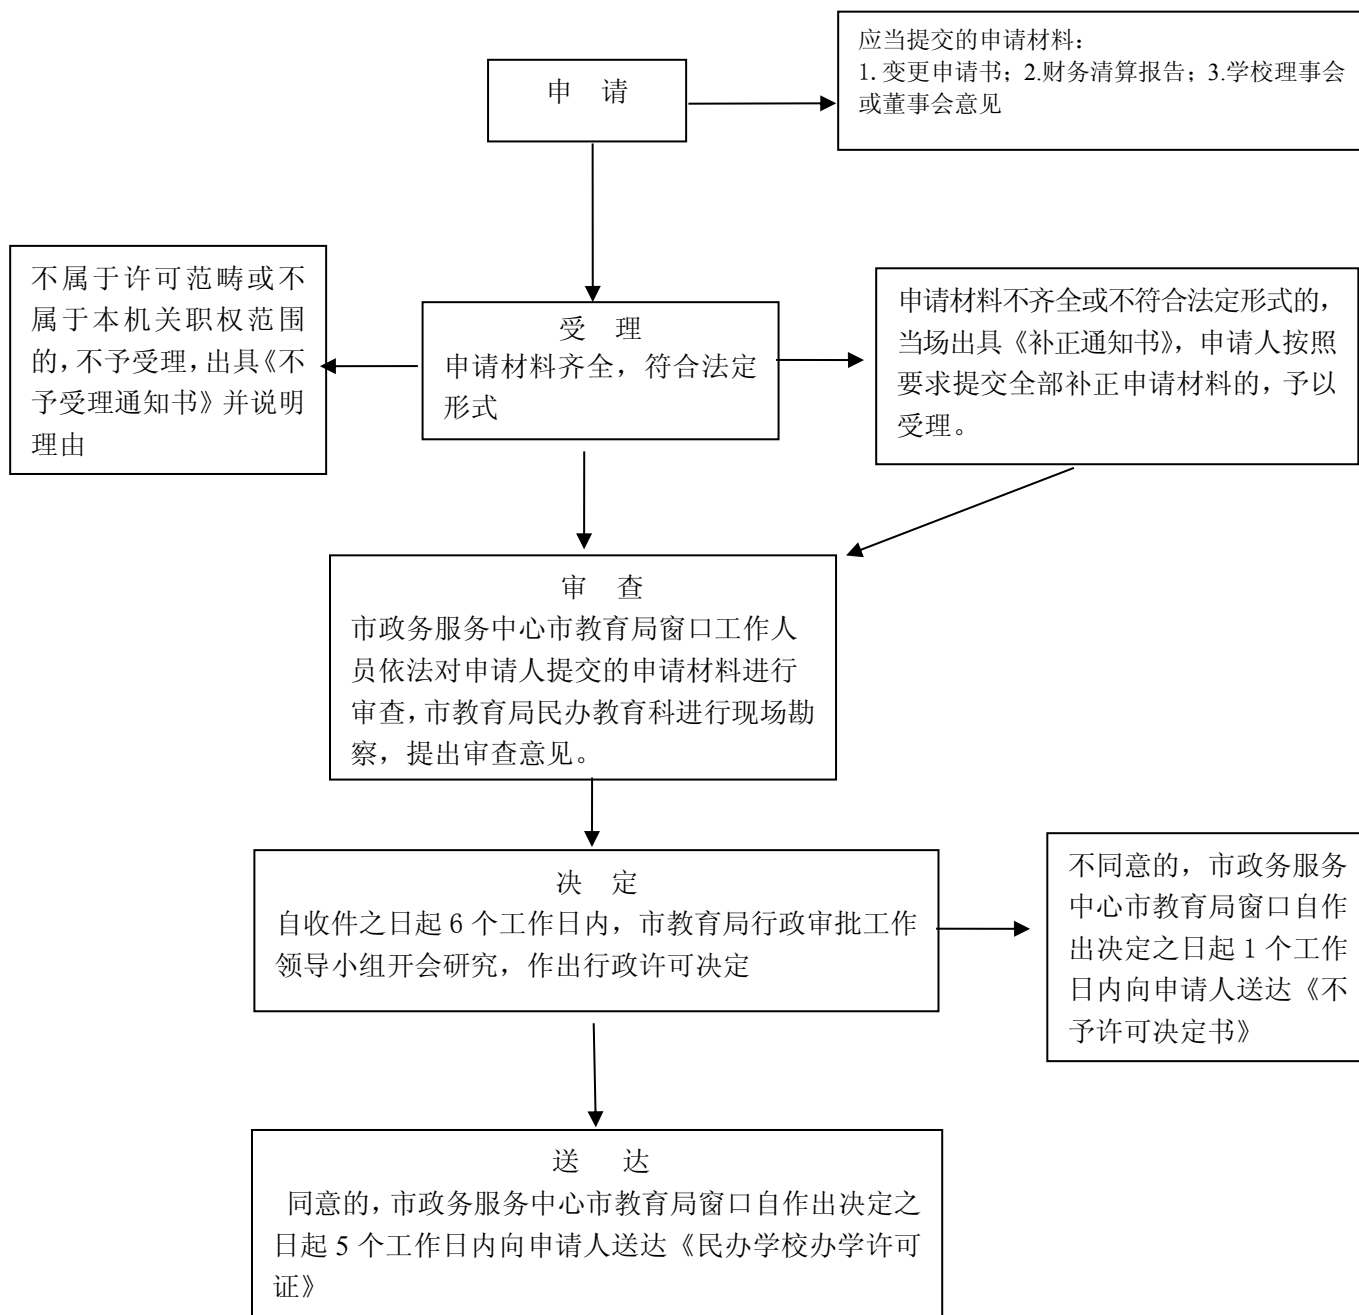 申 请
应当提交的申请材料：
1. 变更申请书；2.财务清算报告；3.学校理事会
或董事会意见
不属于许可范畴或不
属于本机关职权范围
的，不予受理，出具《不
予受理通知书》并说明
理由
受 理
申请材料齐全，符合法定
形式
申请材料不齐全或不符合法定形式的，
当场出具《补正通知书》，申请人按照
要求提交全部补正申请材料的，予以
受理。
审 查
市政务服务中心市教育局窗口工作人
员依法对申请人提交的申请材料进行
审查，市教育局民办教育科进行现场勘
察，提出审查意见。
决 定
自收件之日起 6 个工作日内，市教育局行政审批工作
领导小组开会研究，作出行政许可决定
不同意的，市政务服务
中心市教育局窗口自作
出决定之日起 1 个工作
日内向申请人送达《不
予许可决定书》
送 达
同意的，市政务服务中心市教育局窗口自作出决定之
日起 5 个工作日内向申请人送达《民办学校办学许可
证》